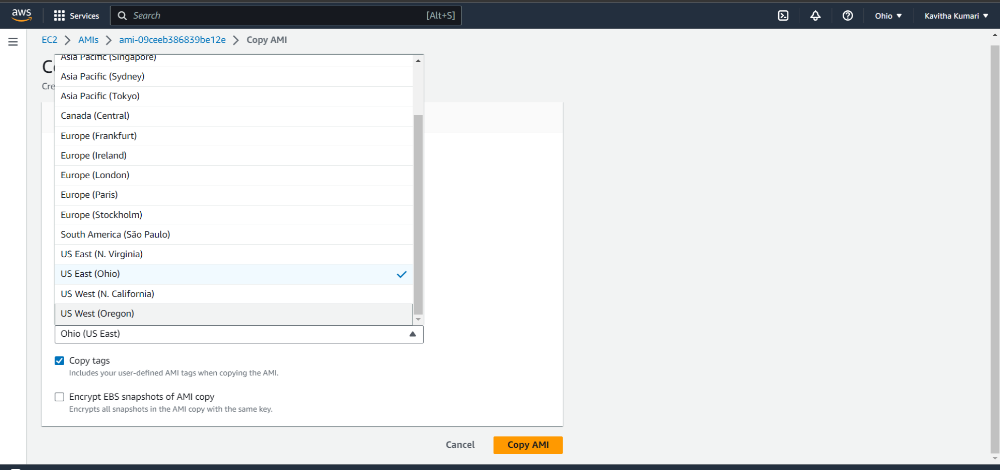 aws Services Search [Alt+S] Ohio Kavitha Kumari
EC2 AMIs ami-09ceeb386839be12e Copy AMI
Asia Pacific (Singapore)
Asia Pacific (Sydney)
Asia Pacific (Tokyo)
Canada (Central)
Europe (Frankfurt)
Europe (Ireland)
Europe (London)
Europe (Paris)
Europe (Stockholm)
South America (São Paulo)
US East (N. Virginia)
US East (Ohio)
US West (N. California)
US West (Oregon)
Ohio (US East)
Copy tags
Includes your user-defined AMI tags when copying the AMI.
Encrypt EBS snapshots of AMI copy
Encrypts all snapshots in the AMI copy with the same key.
Cancel Copy AMI